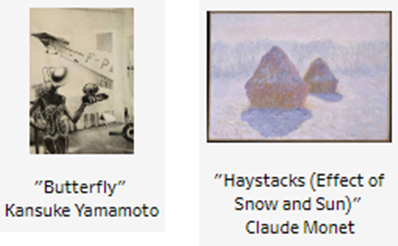 F-P
"Butterfly"
Kansuke Yamamoto
"Haystacks (Effect of
Snow and Sun)"
Claude Monet